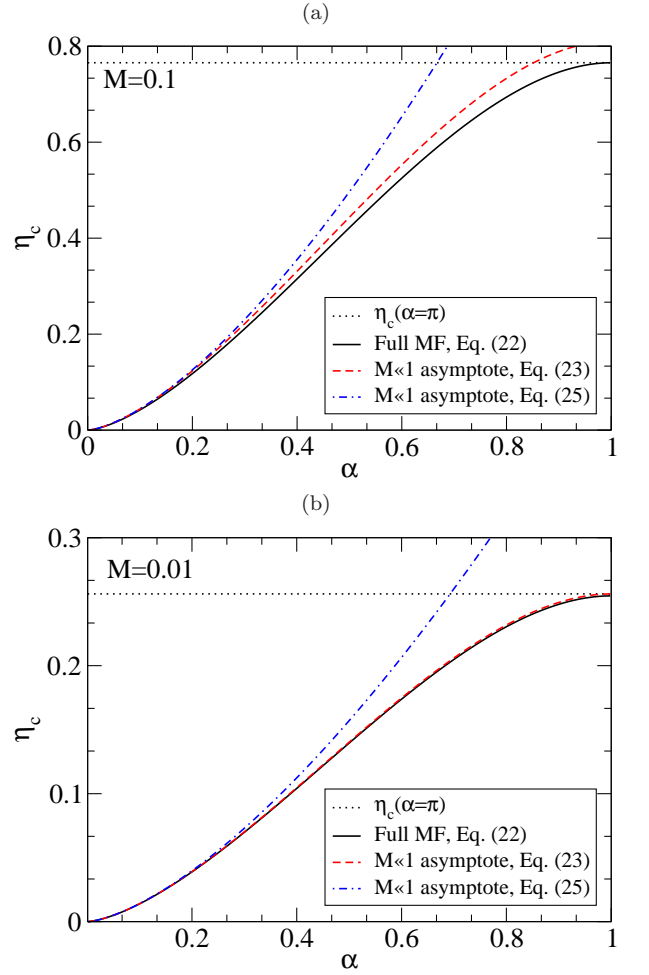 (a)
0.8
M=0.1
0.6
η_c
0.4
0.2
0
η_c(α=π)
Full MF, Eq. (22)
M«1 asymptote, Eq. (23)
M«1 asymptote, Eq. (25)
0 0.2 0.4 0.6 0.8 1
α
(b)
0.3
M=0.01
0.2
η_c
0.1
0
η_c(α=π)
Full MF, Eq. (22)
M«1 asymptote, Eq. (23)
M«1 asymptote, Eq. (25)
0.2 0.4 0.6 0.8 1
α